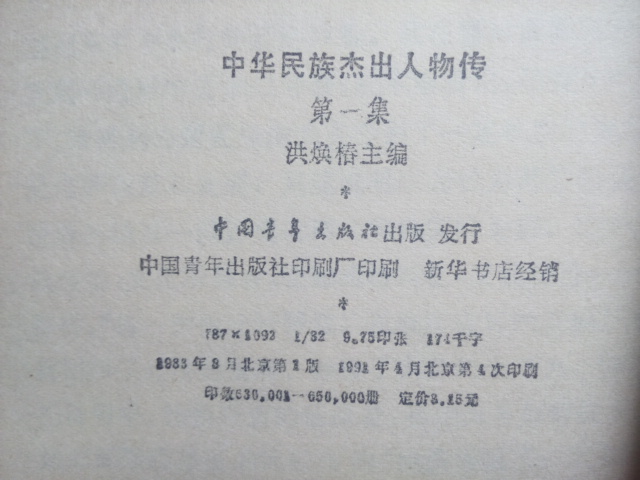 中华民族杰出人物传
第一集
洪焕椿主编
*
中国青年出版社出版 发行
中国青年出版社印刷厂印刷 新华书店经销
*
787×1092 1/32 9.75印张 174千字
1983年8月北京第1版 1991年4月北京第4次印刷
印数636,001—656,000册 定价3.15元